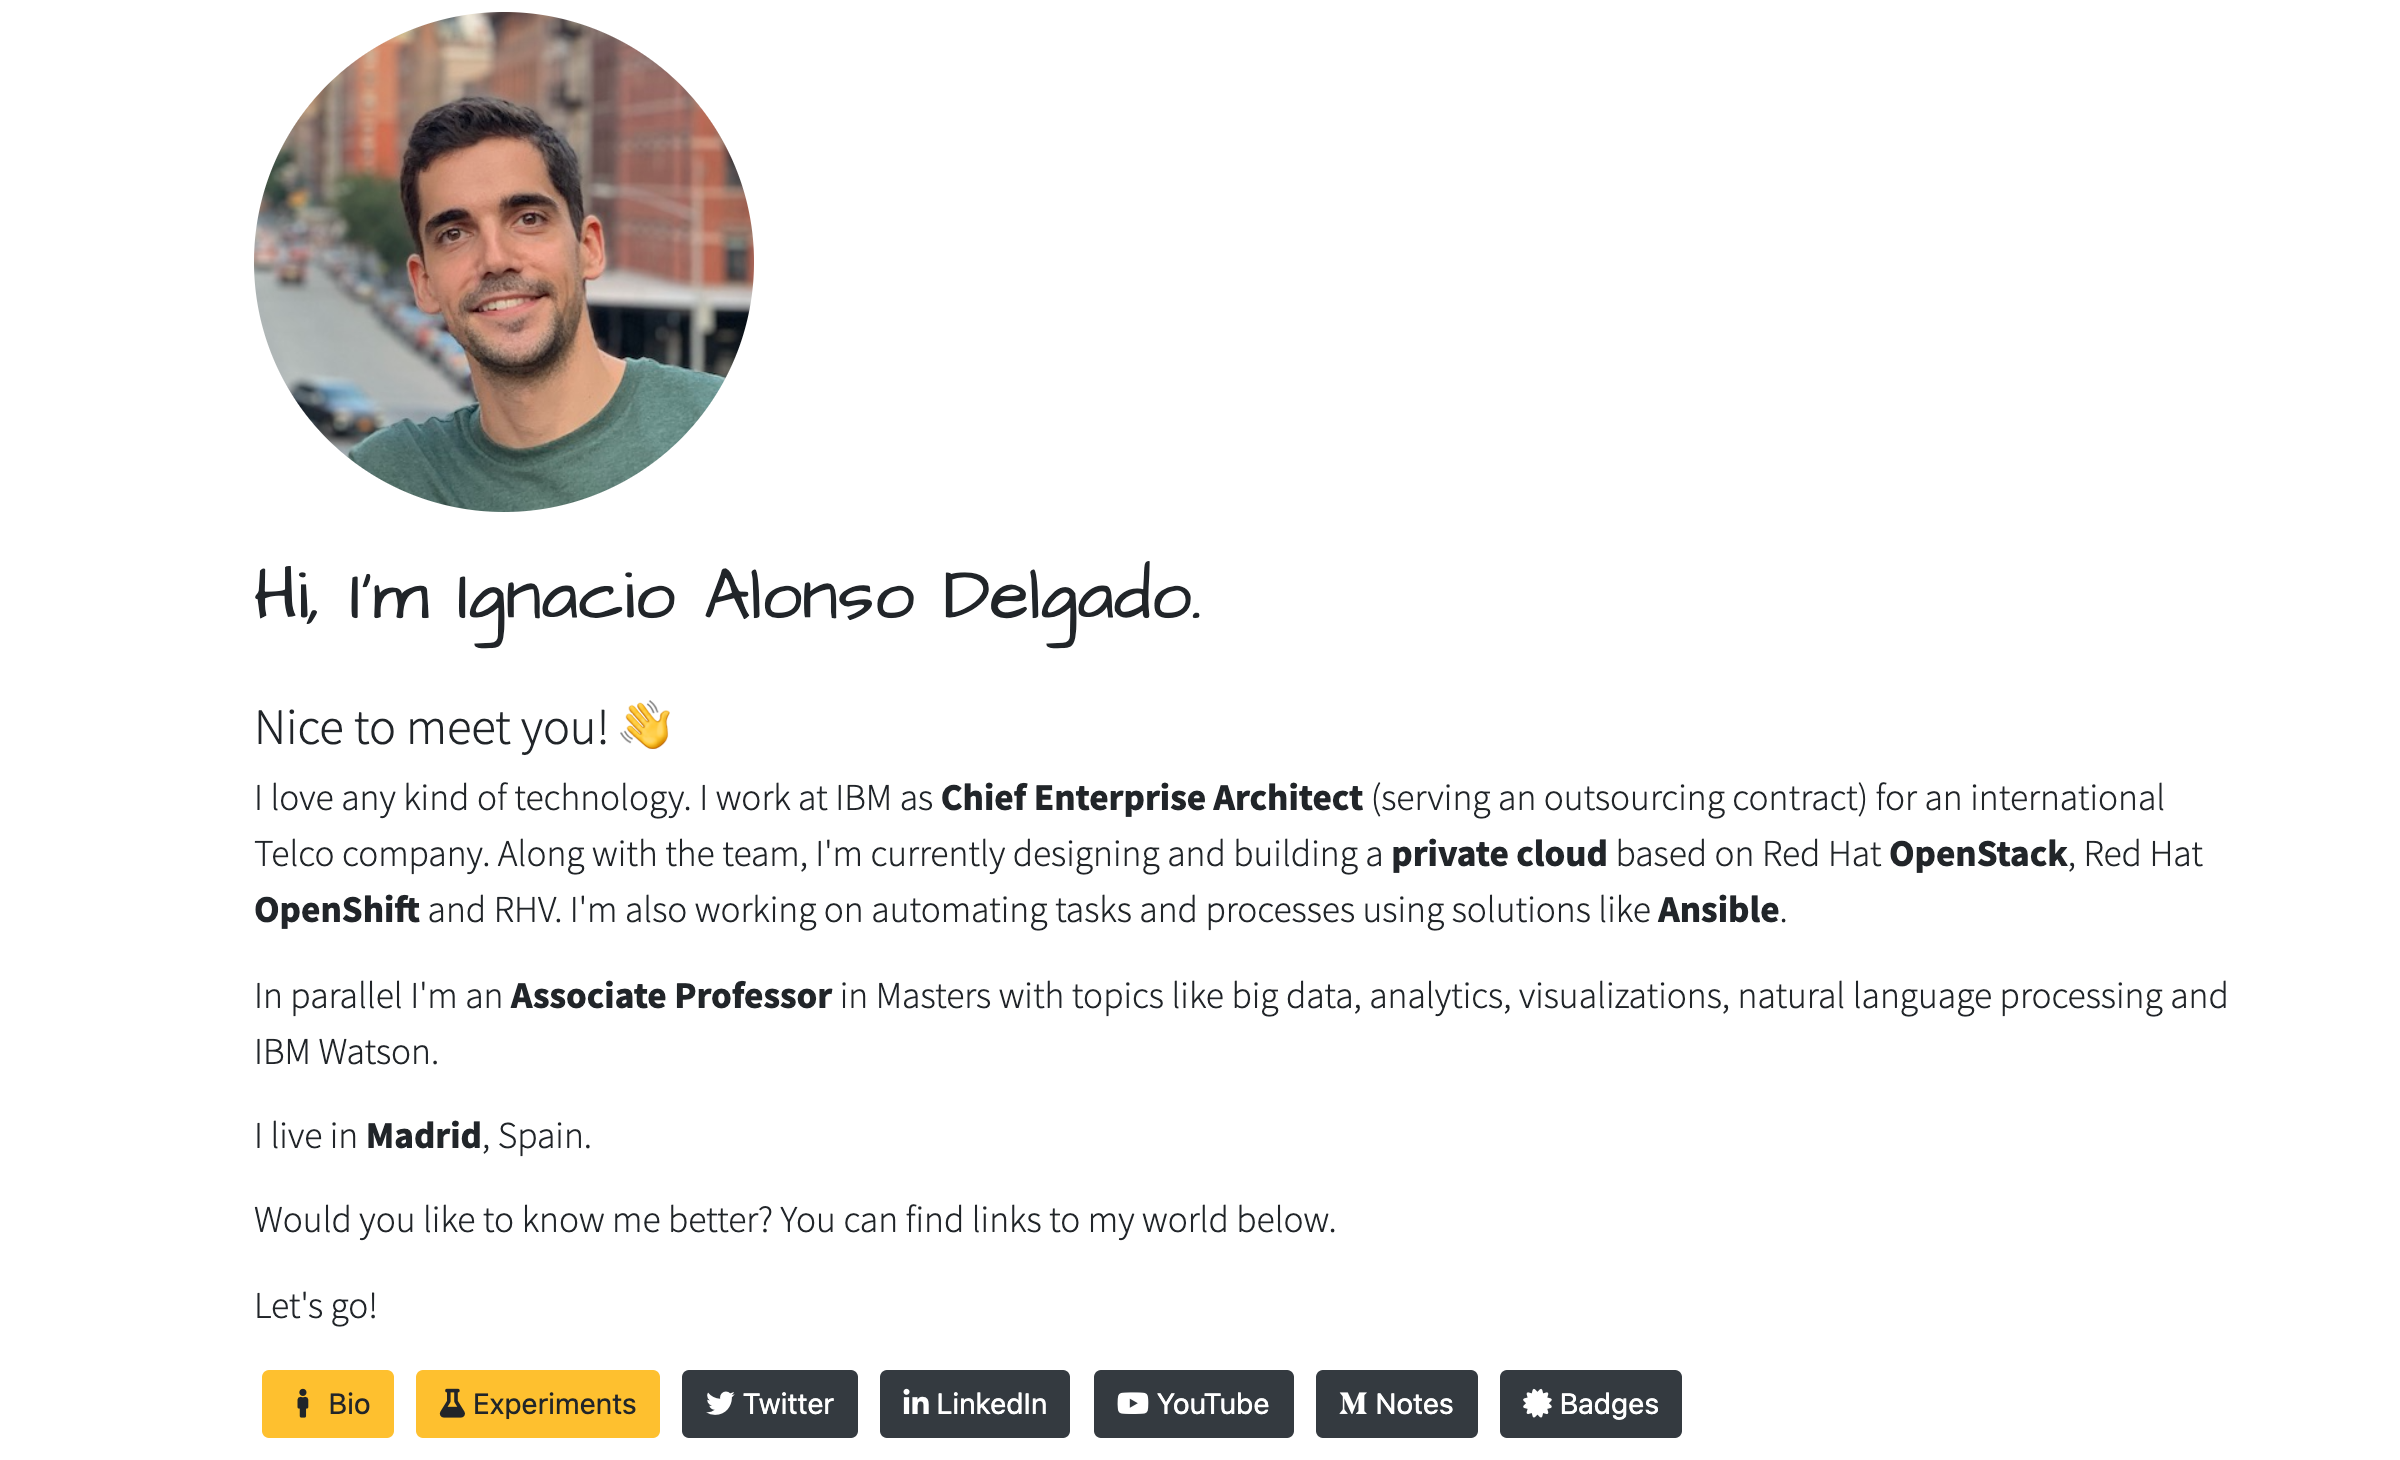 Hi, I'm Ignacio Alonso Delgado.
Nice to meet you! 👋
I love any kind of technology. I work at IBM as Chief Enterprise Architect (serving an outsourcing contract) for an international
Telco company. Along with the team, I'm currently designing and building a private cloud based on Red Hat OpenStack, Red Hat
OpenShift and RHV. I'm also working on automating tasks and processes using solutions like Ansible.
In parallel I'm an Associate Professor in Masters with topics like big data, analytics, visualizations, natural language processing and
IBM Watson.
I live in Madrid, Spain.
Would you like to know me better? You can find links to my world below.
Let's go!
Bio Experiments Twitter LinkedIn YouTube Notes Badges